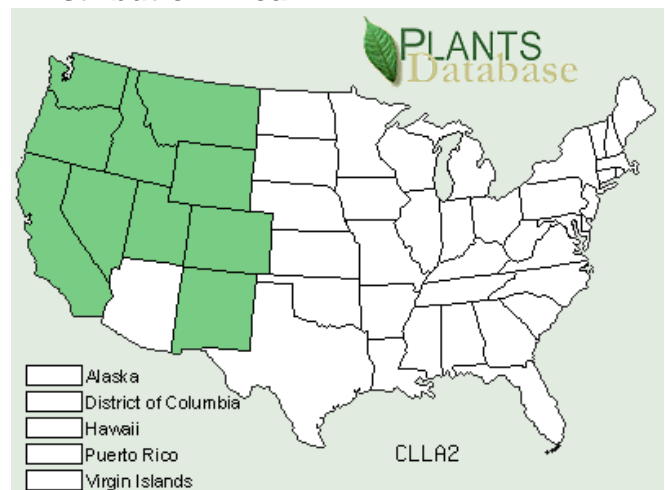 PLANTS
Database
Alaska
District of Columbia
Hawaii
Puerto Rico
Virgin Islands
CLLA2